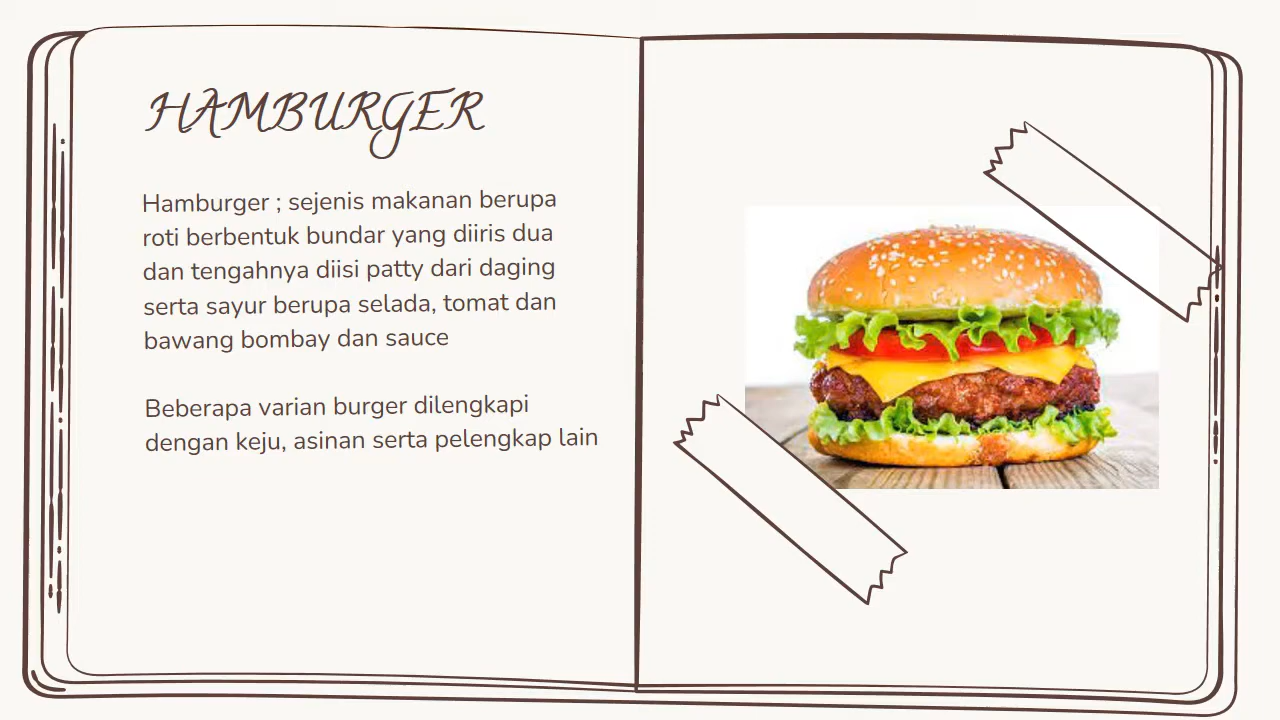 HAMBURGER
Hamburger ; sejenis makanan berupa
roti berbentuk bundar yang diiris dua
dan tengahnya diisi patty dari daging
serta sayur berupa selada, tomat dan
bawang bombay dan sauce
Beberapa varian burger dilengkapi
dengan keju, asinan serta pelengkap lain